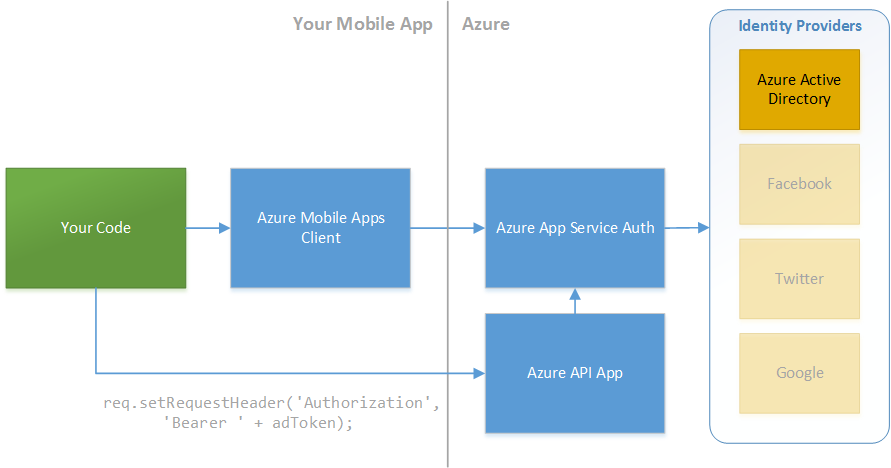 Your Mobile App
Azure
Identity Providers
Azure Active
Directory
Facebook
Twitter
Google
Your Code
Azure Mobile Apps
Client
Azure App Service Auth
Azure API App
req.setRequestHeader('Authorization',
'Bearer ' + adToken);